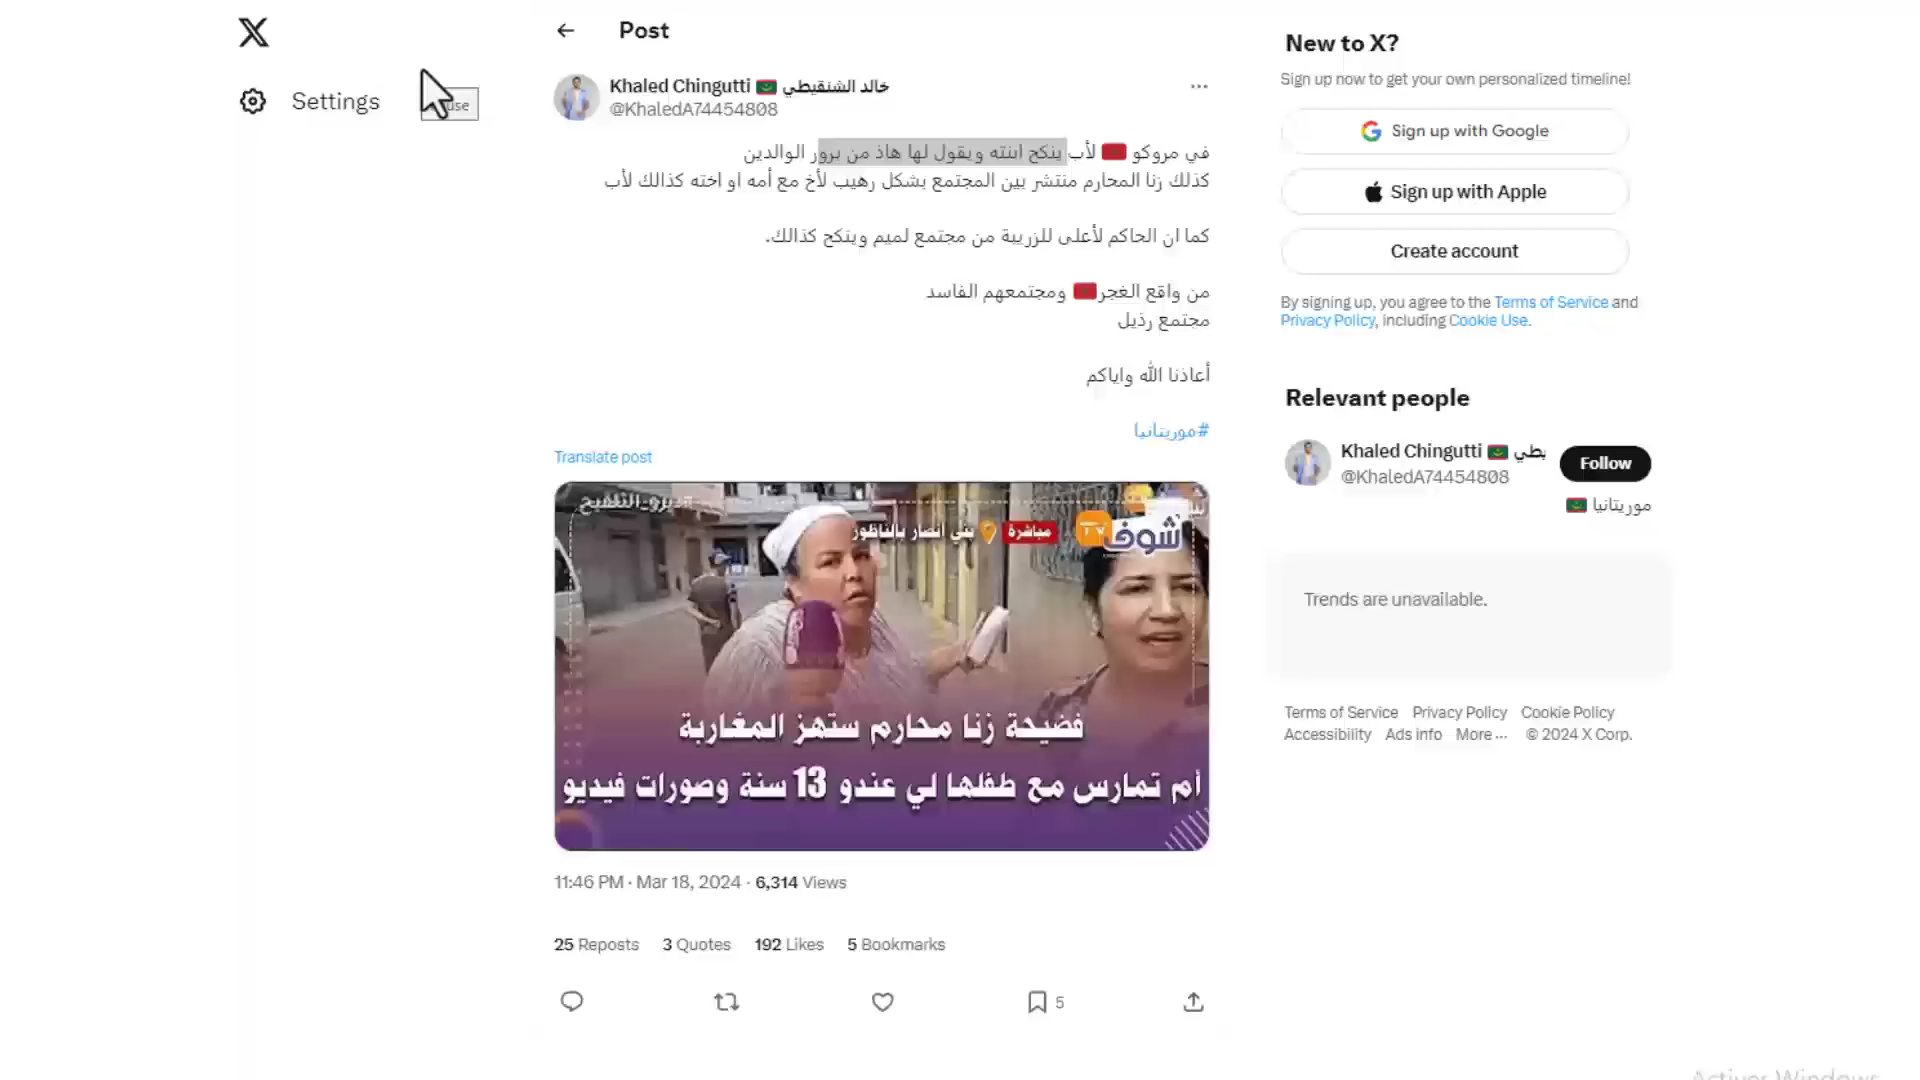 Post
Settings
Khaled Chingutti 🇲🇷 خالد الشنقيطي
@KhaledA74454808
في مروكو 🇲🇦 لأب ينكح ابنته ويقول لها هاذ من برور الوالدين
كذلك زنا المحارم منتشر بين المجتمع بشكل رهيب لأخ مع أمه او اخته كذالك لأب
كما ان الحاكم لأعلى للزريبة من مجتمع لميم وينكح كذالك.
من واقع الغجر🇲🇦 ومجتمعهم الفاسد
مجتمع رذيل
أعاذنا الله واياكم
#موريتانيا
Translate post
مباشرة بني أنصار بالناظور
شوف
TV
فضيحة زنا محارم ستهز المغاربة
أم تمارس مع طفلها لي عندو 13 سنة وصورات فيديو
11:46 PM · Mar 18, 2024 · 6,314 Views
25 Reposts 3 Quotes 192 Likes 5 Bookmarks
5
New to X?
Sign up now to get your own personalized timeline!
Sign up with Google
Sign up with Apple
Create account
By signing up, you agree to the Terms of Service and
Privacy Policy, including Cookie Use.
Relevant people
Khaled Chingutti 🇲🇷
@KhaledA74454808
Follow
موريتانيا 🇲🇷
Trends are unavailable.
Terms of Service Privacy Policy Cookie Policy
Accessibility Ads info More ... © 2024 X Corp.